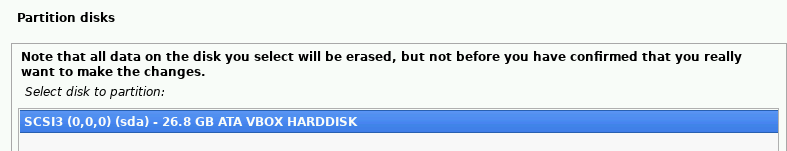 Partition disks
Note that all data on the disk you select will be erased, but not before you have confirmed that you really
want to make the changes.
Select disk to partition:
SCSI3 (0,0,0) (sda) - 26.8 GB ATA VBOX HARDDISK